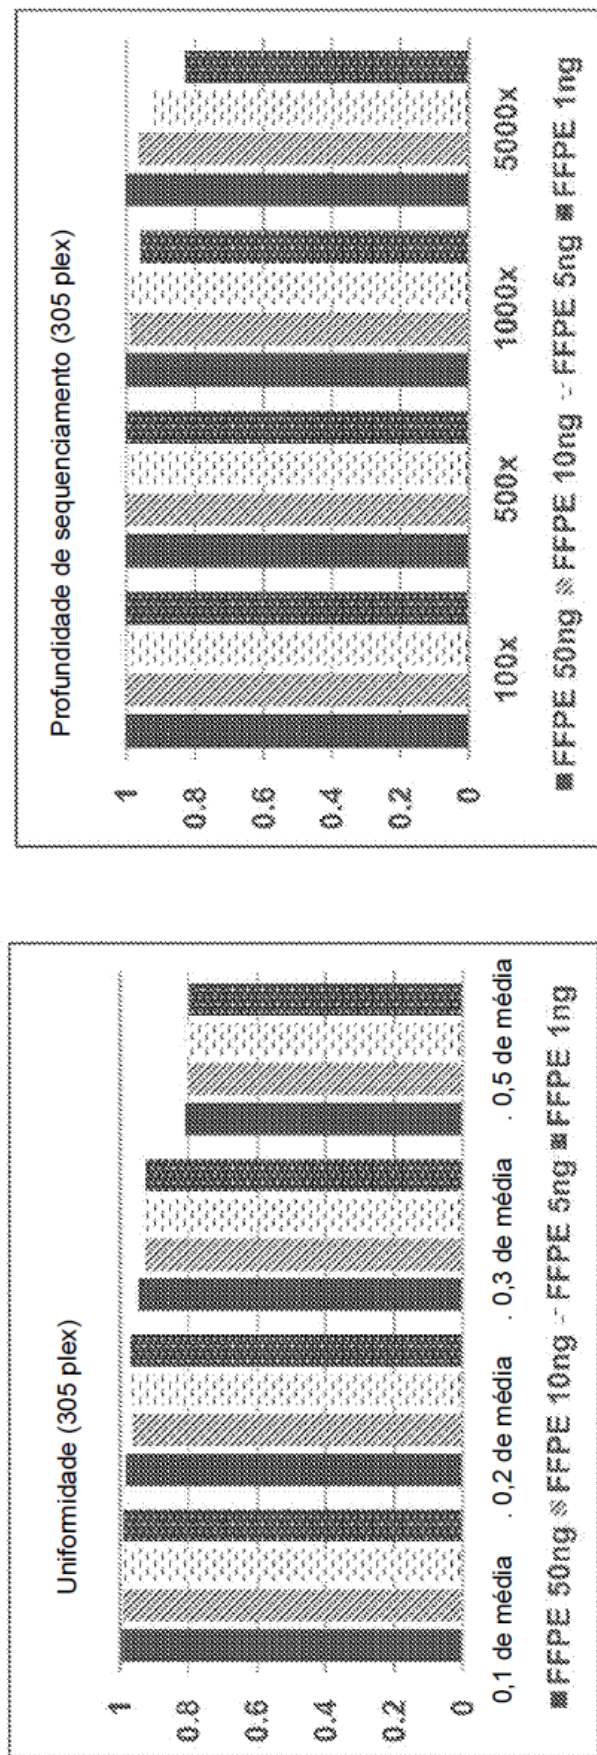 Uniformidade (305 plex)
1
0.8
0.6
0.4
0.2
0
0,1 de média . 0,2 de média . 0,3 de média . 0,5 de média
FFPE 50ng FFPE 10ng FFPE 5ng FFPE 1ng
Profundidade de sequenciamento (305 plex)
1
0.8
0.6
0.4
0.2
0
100x 500x 1000x 5000x
FFPE 50ng FFPE 10ng FFPE 5ng FFPE 1ng